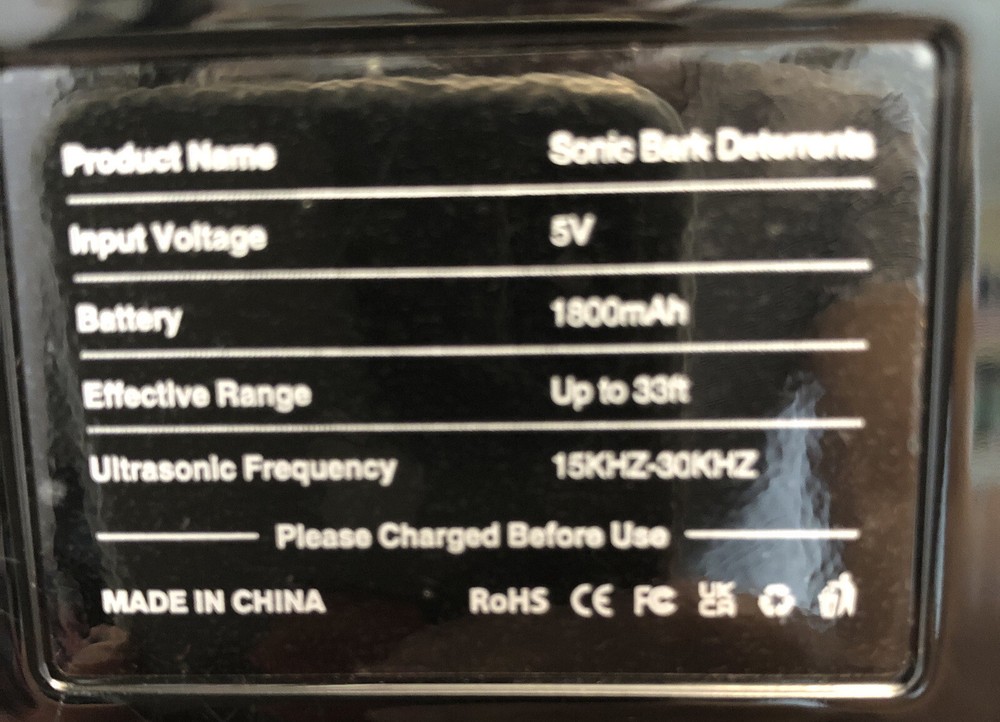 Product Name Sonic Bark Deterrents
Input Voltage 5V
Battery 1800mAh
Effective Range Up to 33ft
Ultrasonic Frequency 15KHZ-30KHZ
Please Charged Before Use
MADE IN CHINA RoHS CE FC UK CA